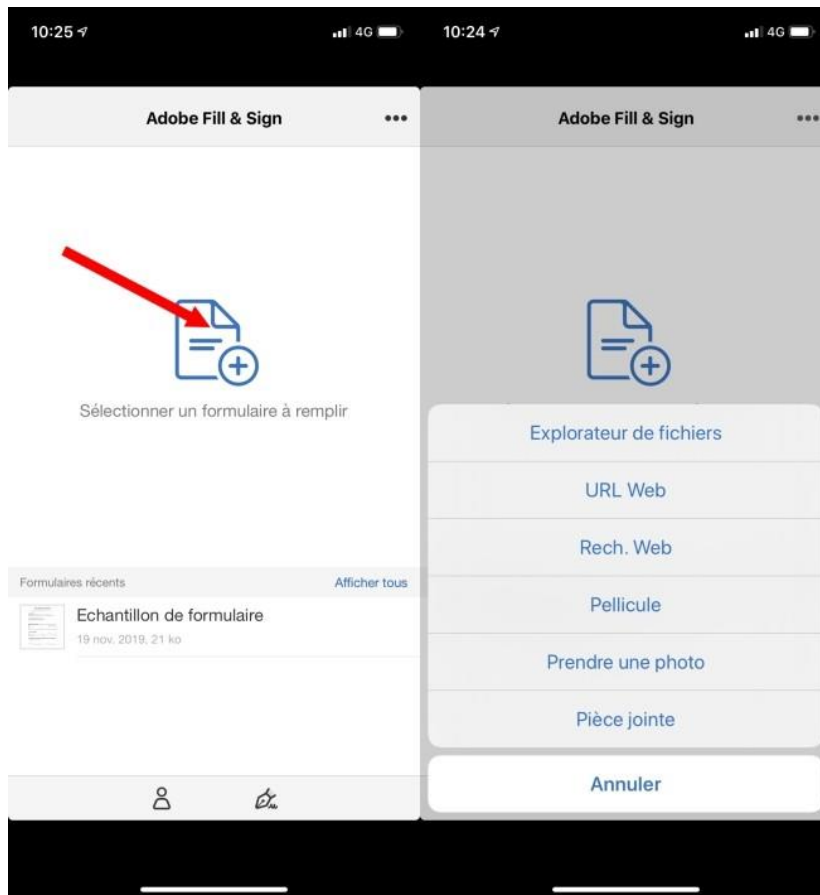 10:25
4G
Adobe Fill & Sign
Sélectionner un formulaire à remplir
Formulaires récents
Afficher tous
Echantillon de formulaire
19 nov. 2019, 21 ko
10:24
4G
Adobe Fill & Sign
Explorateur de fichiers
URL Web
Rech. Web
Pellicule
Prendre une photo
Pièce jointe
Annuler